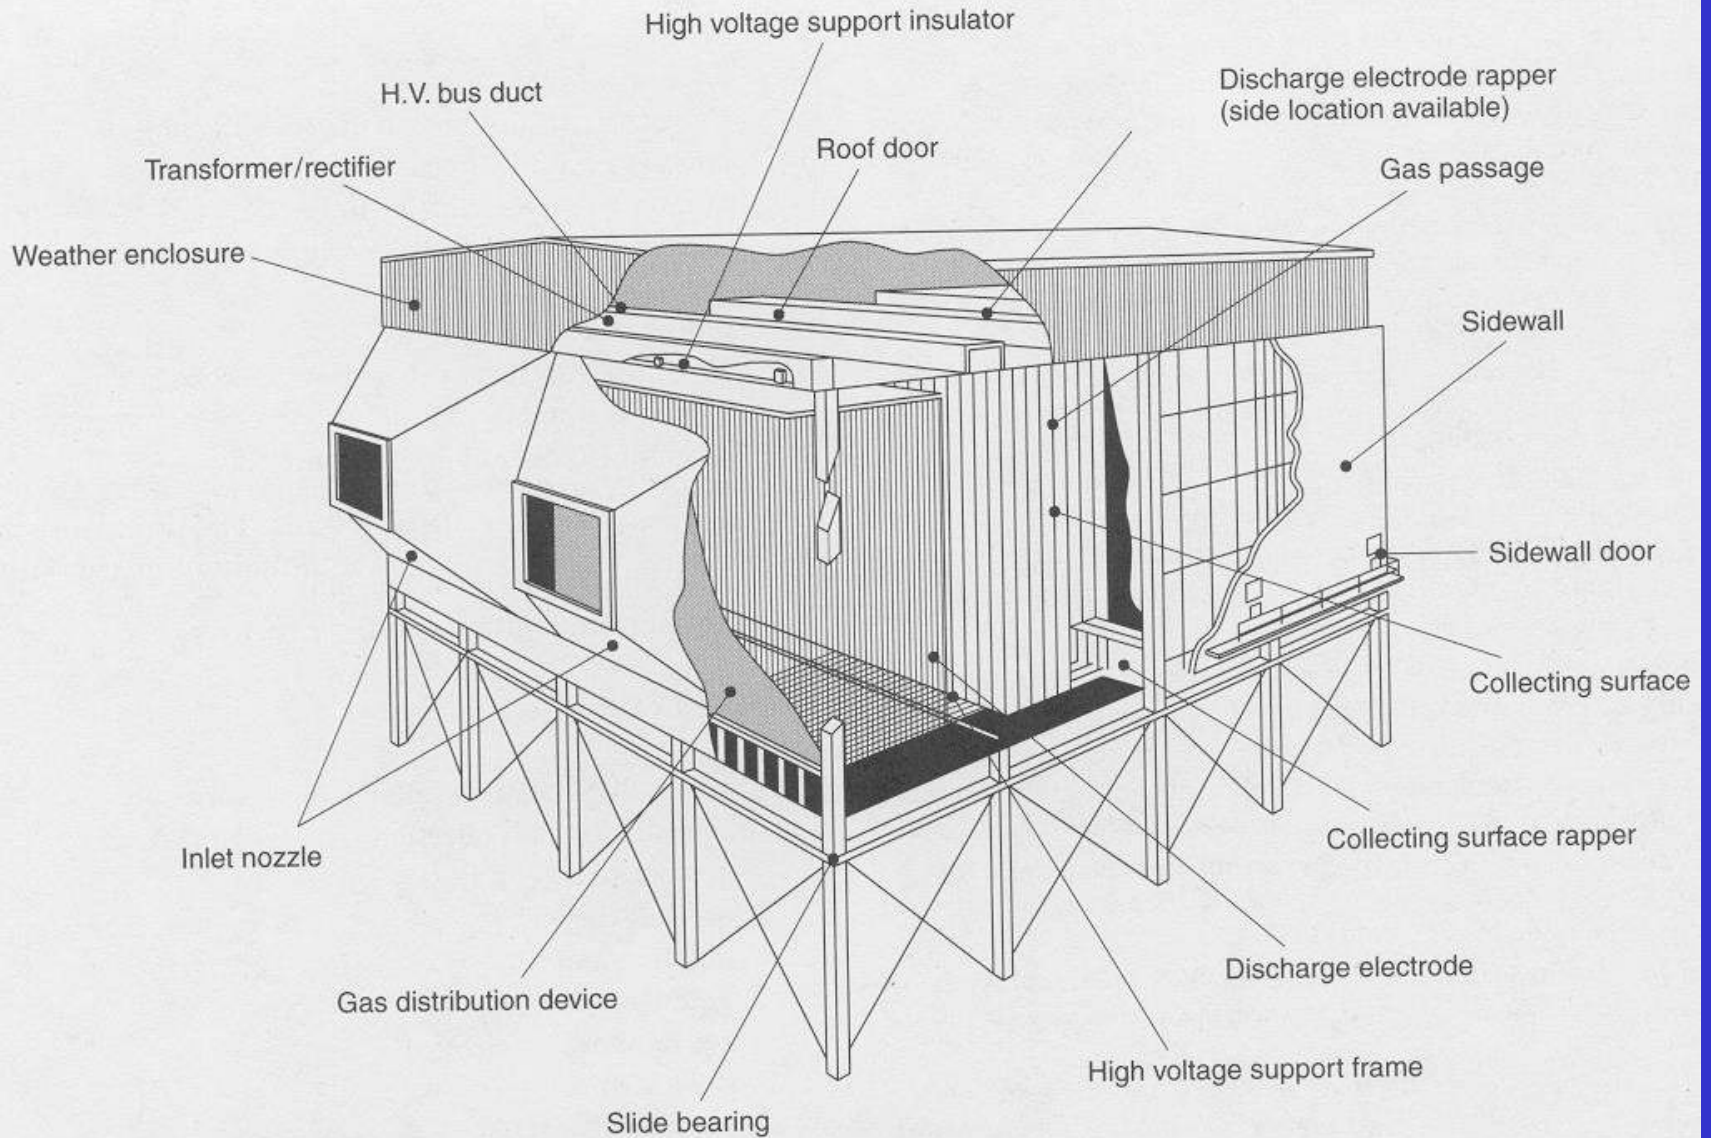 High voltage support insulator
H.V. bus duct
Discharge electrode rapper
(side location available)
Roof door
Transformer/rectifier
Gas passage
Weather enclosure
Sidewall
Sidewall door
Collecting surface
Collecting surface rapper
Inlet nozzle
Discharge electrode
Gas distribution device
High voltage support frame
Slide bearing